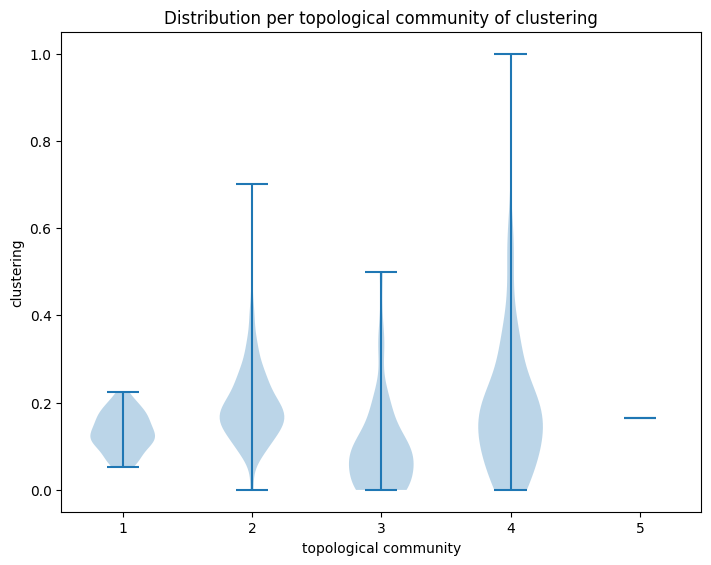 Distribution per topological community of clustering
1.0
0.8
0.6
0.4
0.2
0.0
clustering
1 2 3 4 5
topological community